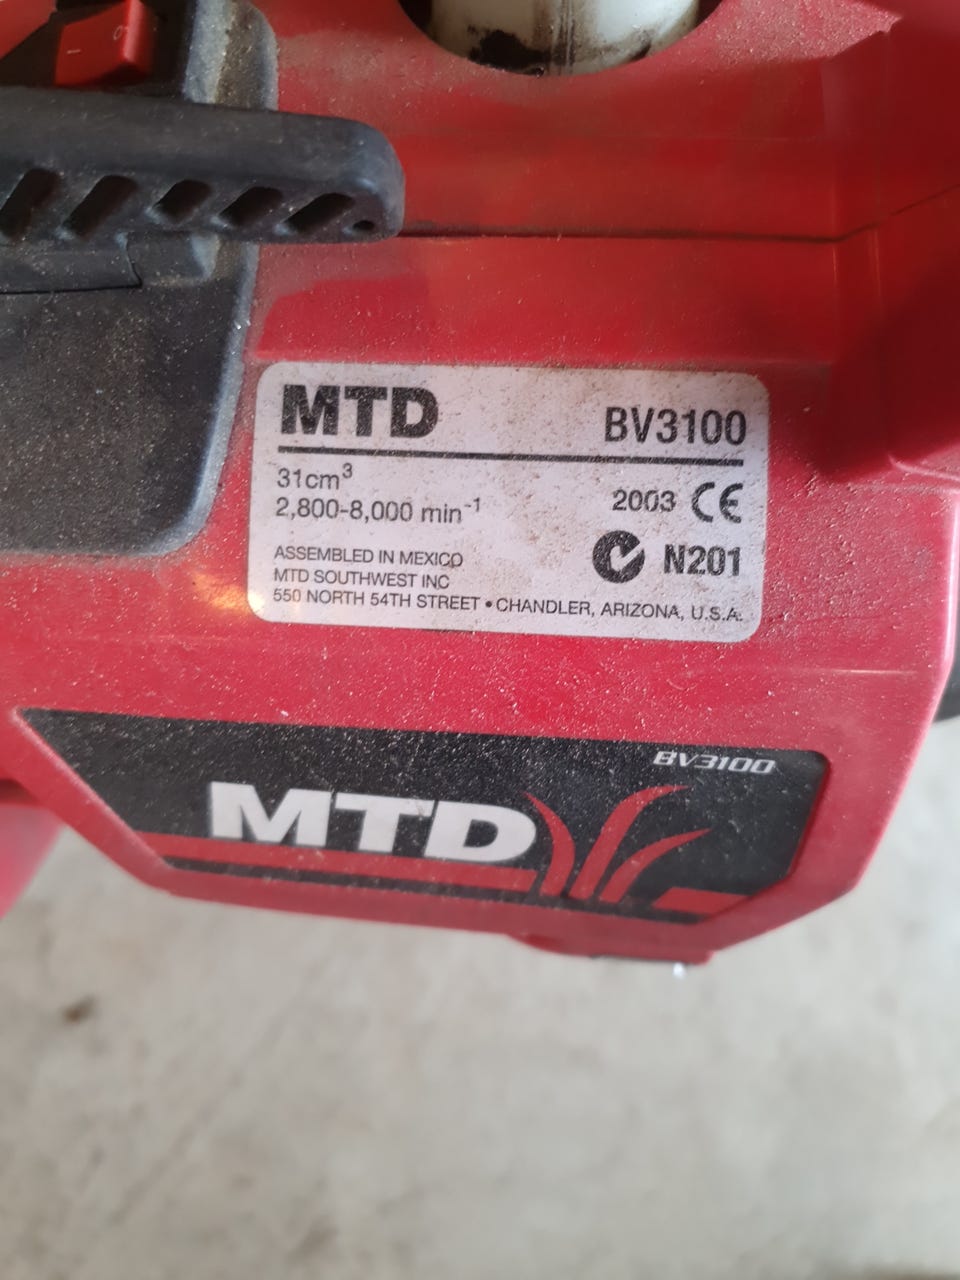 I O
MTD BV3100
31cm³
2,800-8,000 min⁻¹
2003 CE
N201
ASSEMBLED IN MEXICO
MTD SOUTHWEST INC
550 NORTH 54TH STREET • CHANDLER, ARIZONA, U.S.A.
BV3100
MTD